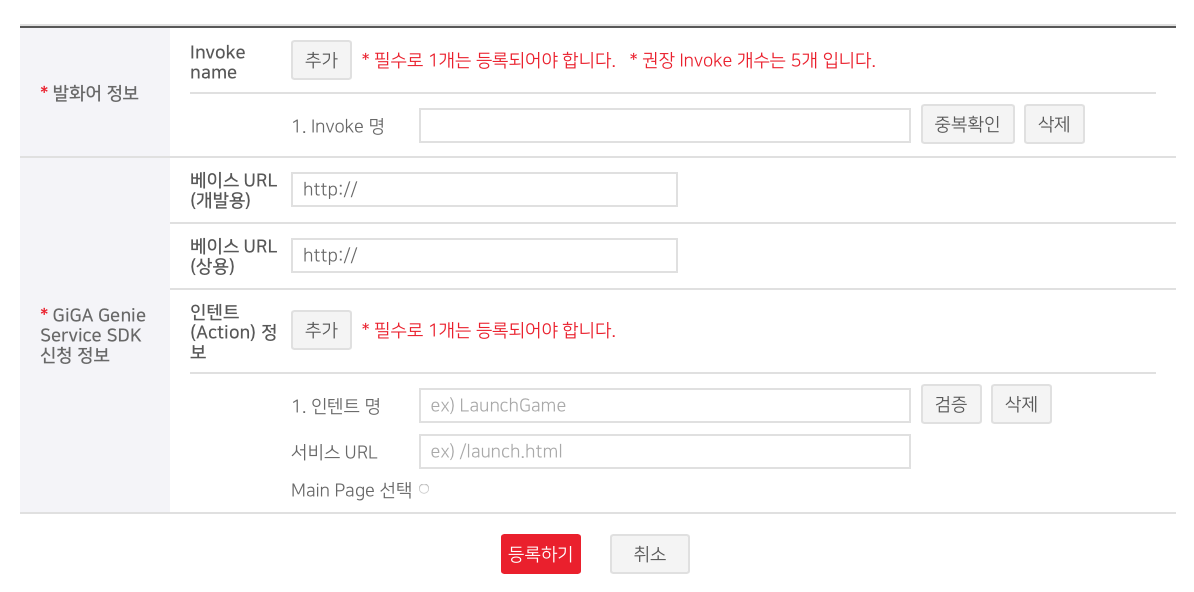 * 발화어 정보
Invoke name
추가
* 필수로 1개는 등록되어야 합니다. * 권장 Invoke 개수는 5개 입니다.
1. Invoke 명
중복확인
삭제
* GiGA Genie
Service SDK
신청 정보
베이스 URL
(개발용)
http://
베이스 URL
(상용)
http://
인텐트
(Action) 정
보
추가
* 필수로 1개는 등록되어야 합니다.
1. 인텐트 명
ex) LaunchGame
검증
삭제
서비스 URL
ex) /launch.html
Main Page 선택
등록하기
취소